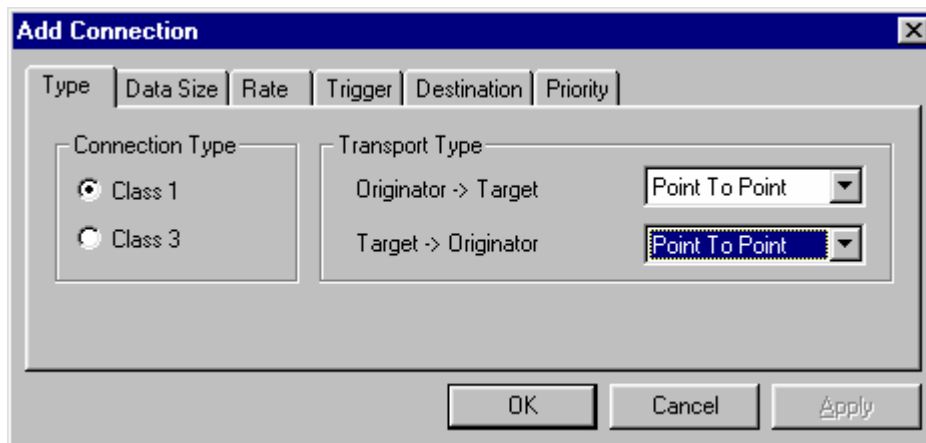 Add Connection
Type Data Size Rate Trigger Destination Priority
Connection Type Transport Type
Class 1 Originator -> Target Point To Point
Class 3 Target -> Originator Point To Point
OK Cancel Apply